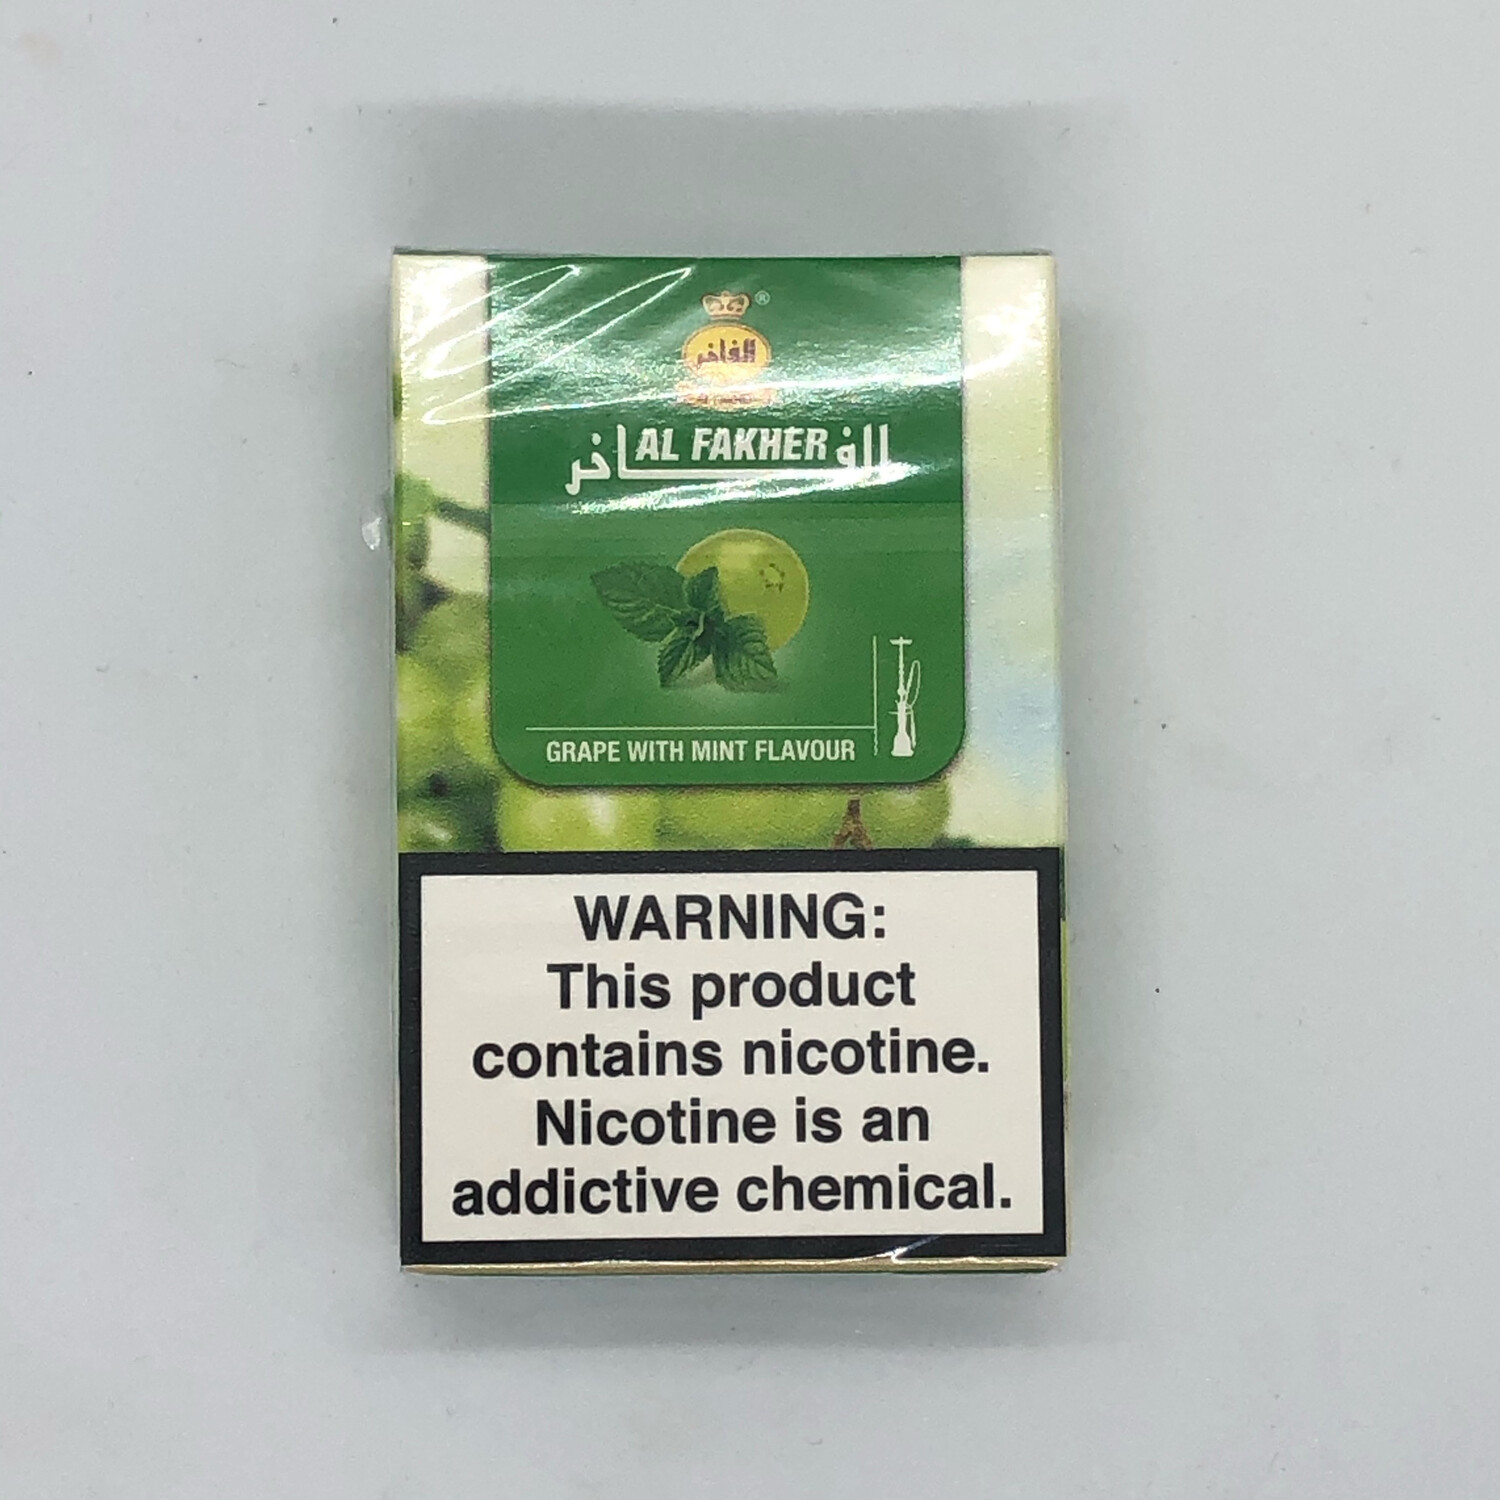 ®
الفاخر
الفاخر
AL FAKHER
GRAPE WITH MINT FLAVOUR
WARNING:
This product
contains nicotine.
Nicotine is an
addictive chemical.